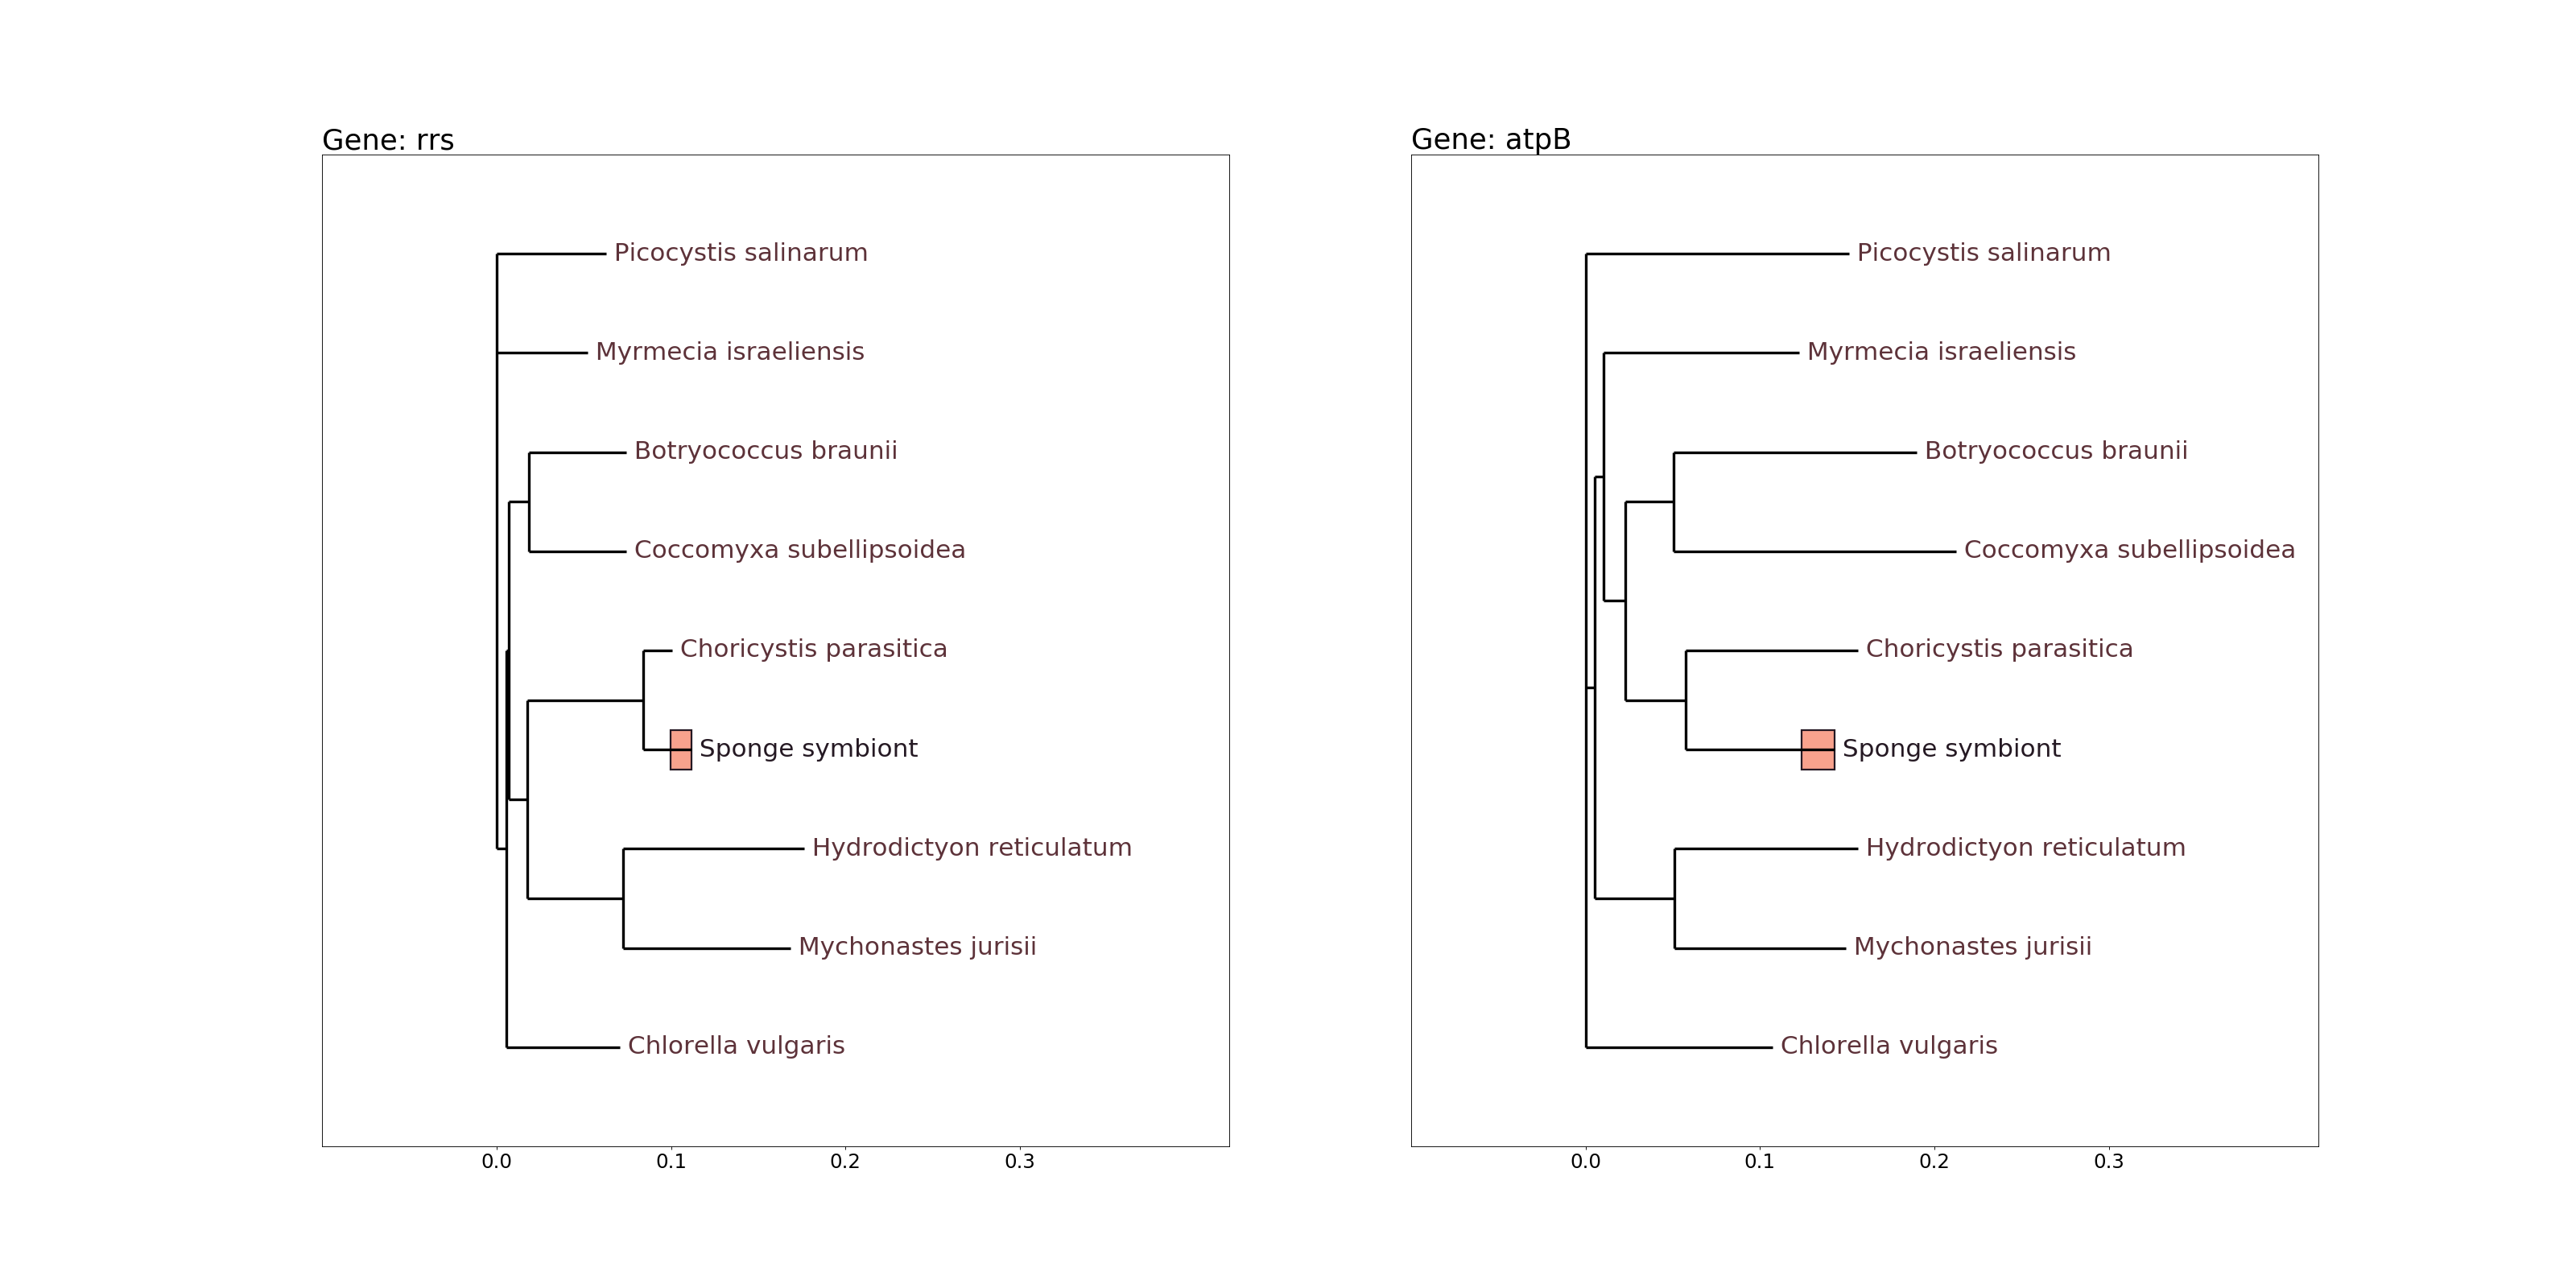 Gene: rrs
Picocystis salinarum
Myrmecia israeliensis
Botryococcus braunii
Coccomyxa subellipsoidea
Choricystis parasitica
Sponge symbiont
Hydrodictyon reticulatum
Mychonastes jurisii
Chlorella vulgaris
0.0 0.1 0.2 0.3
Gene: atpB
Picocystis salinarum
Myrmecia israeliensis
Botryococcus braunii
Coccomyxa subellipsoidea
Choricystis parasitica
Sponge symbiont
Hydrodictyon reticulatum
Mychonastes jurisii
Chlorella vulgaris
0.0 0.1 0.2 0.3